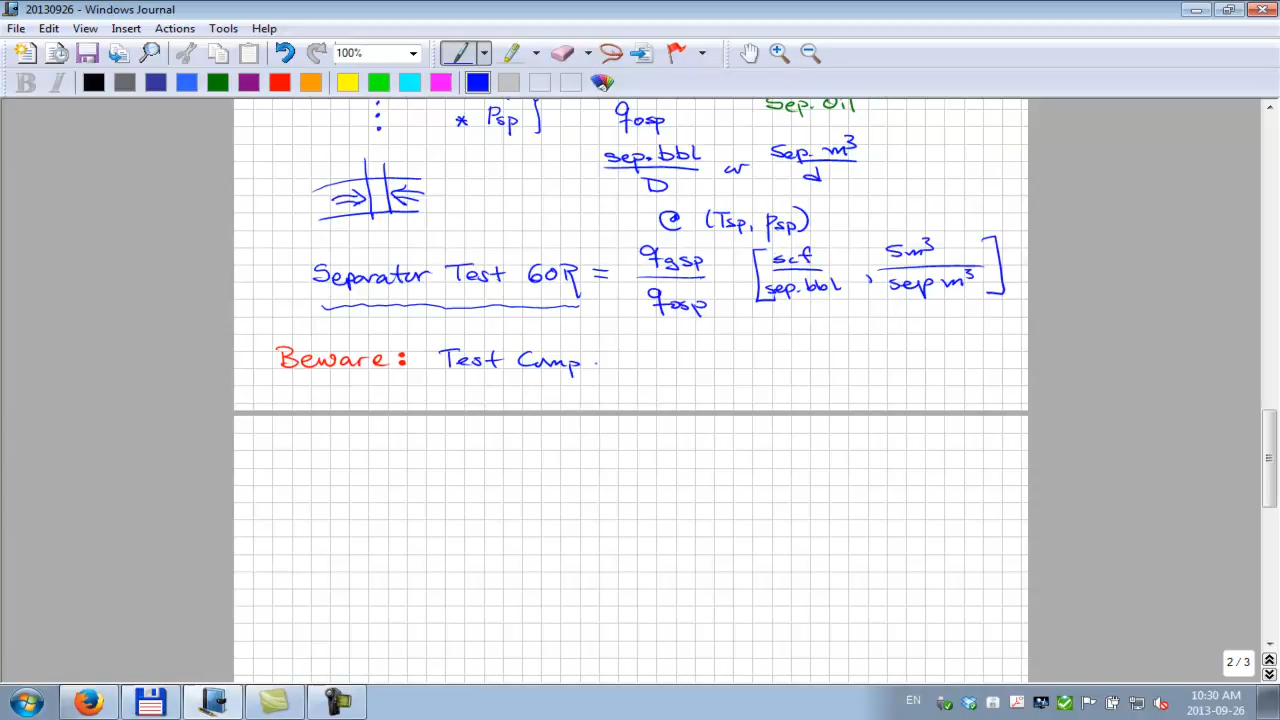 20130926 - Windows Journal
File Edit View Insert Actions Tools Help
100%
B I
* Psp ] qosp Sep. Oil
sep. bbl / D or Sep. m³ / d
@ (Tsp, psp)
Separator Test GOR = qgsp / qosp [ scf / sep. bbl , Sm³ / sep m³ ]
Beware: Test Comp.
2 / 3
EN 10:30 AM
2013-09-26